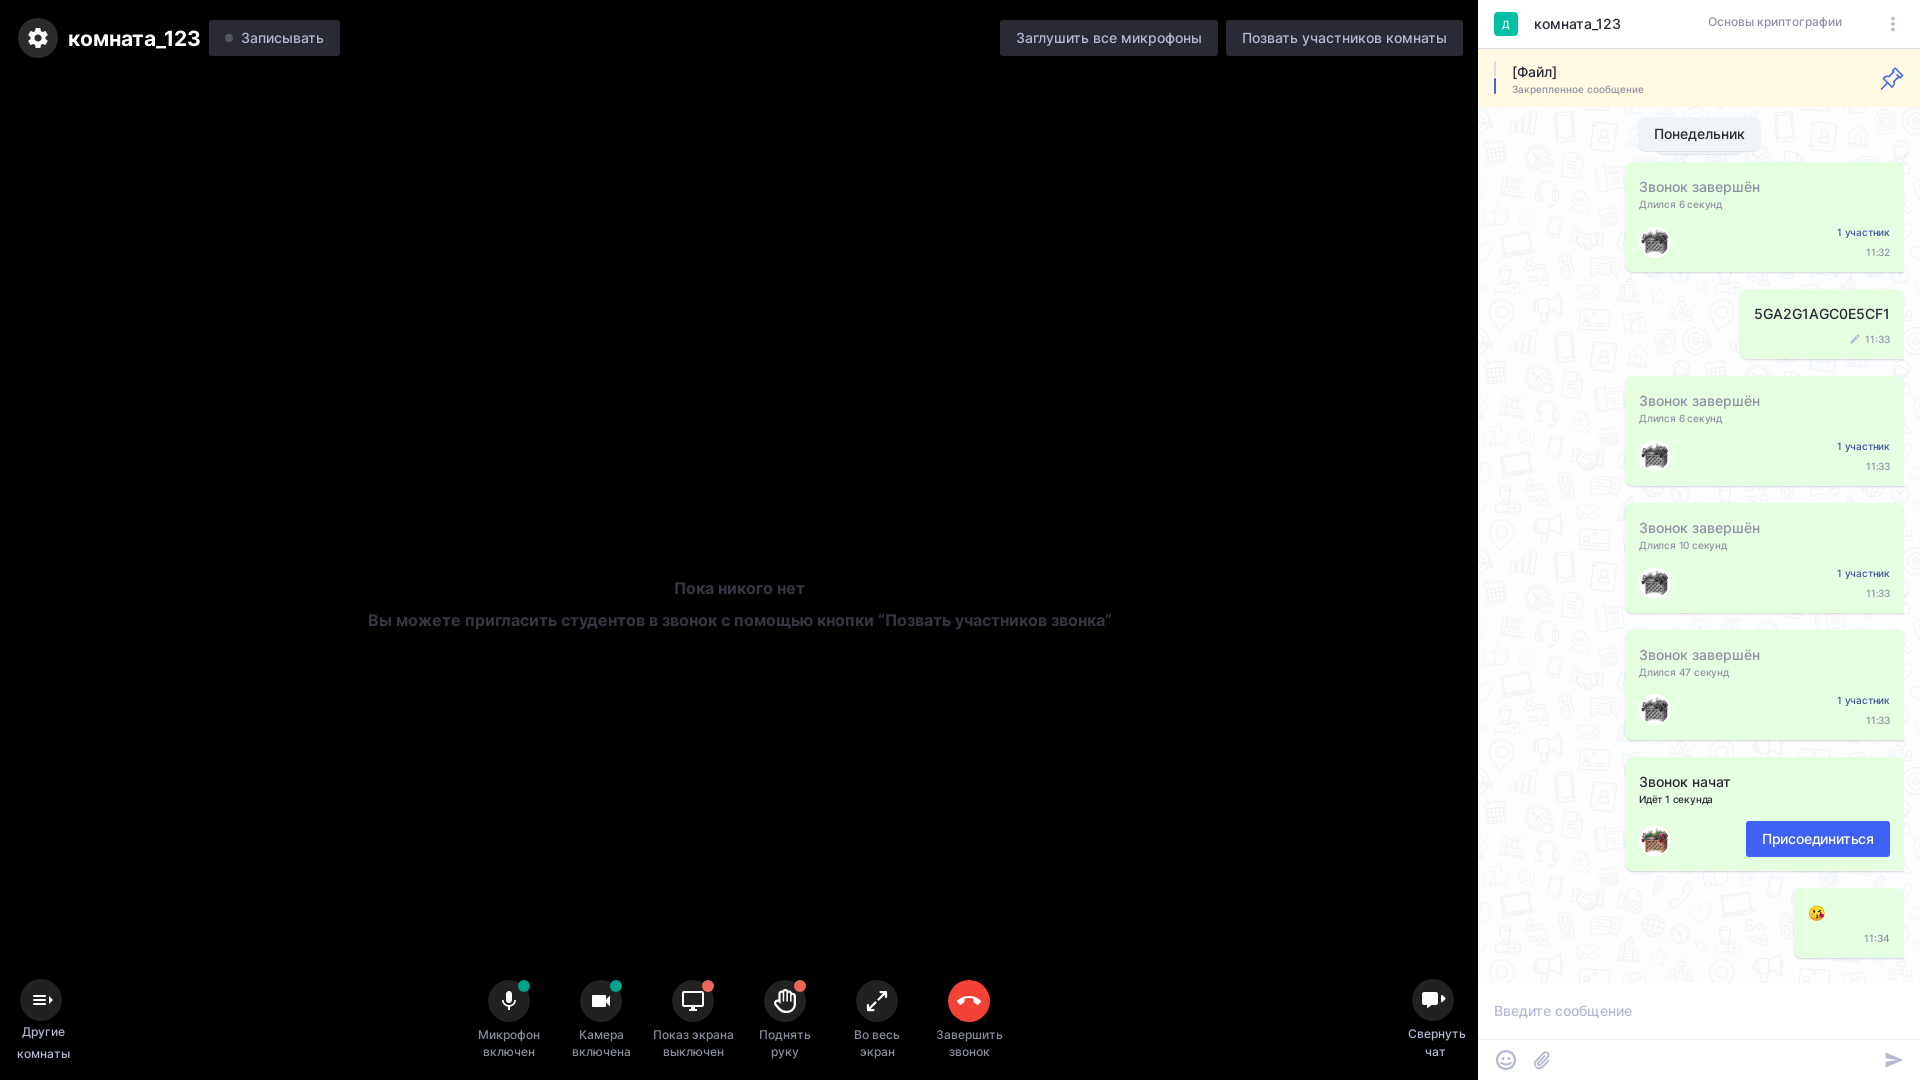 комната_123
Записывать
Заглушить все микрофоны
Позвать участников комнаты
Пока никого нет
Вы можете пригласить студентов в звонок с помощью кнопки “Позвать участников звонка”
Другие
комнаты
Микрофон
включен
Камера
включена
Показ экрана
выключен
Поднять
руку
Во весь
экран
Завершить
звонок
Свернуть
чат
Д
комната_123
Основы криптографии
[Файл]
Закрепленное сообщение
Понедельник
Звонок завершён
Длился 6 секунд
1 участник
11:32
5GA2G1AGC0E5CF1
11:33
Звонок завершён
Длился 6 секунд
1 участник
11:33
Звонок завершён
Длился 10 секунд
1 участник
11:33
Звонок завершён
Длился 47 секунд
1 участник
11:33
Звонок начат
Идёт 1 секунда
Присоединиться
😘
11:34
Введите сообщение